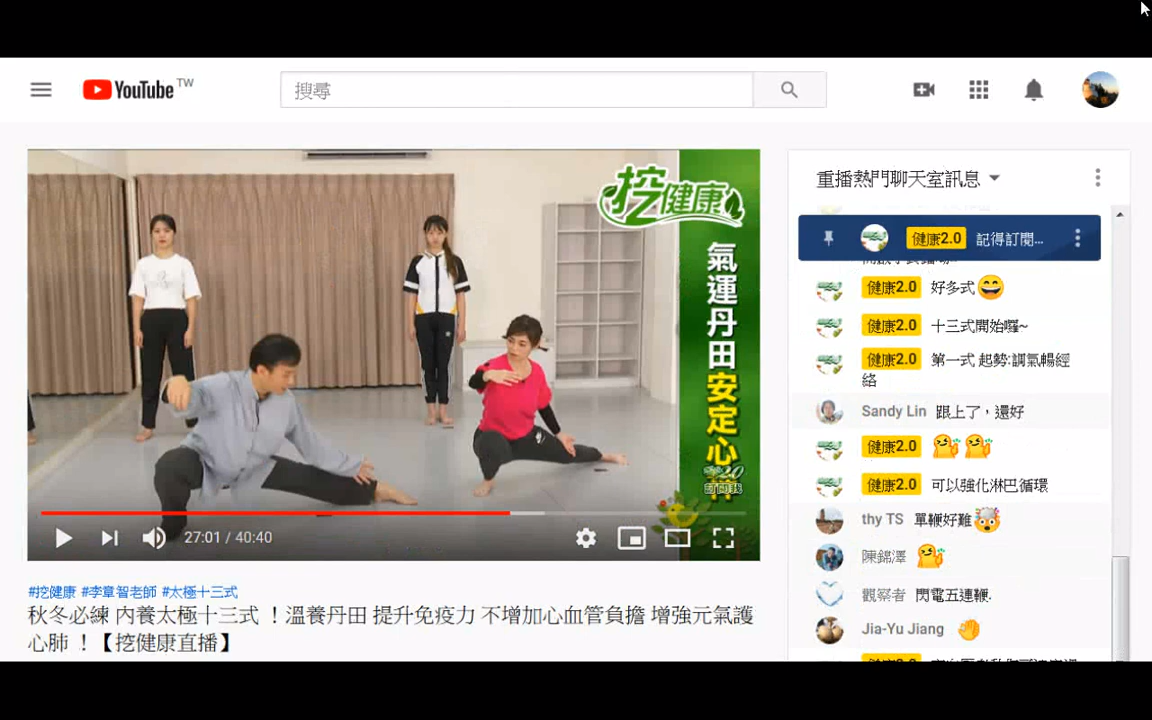 YouTube TW
搜尋
挖健康
氣運丹田安定心
27:01 / 40:40
#挖健康 #李章智老師 #太極十三式
秋冬必練 內養太極十三式 ！溫養丹田 提升免疫力 不增加心血管負擔 增強元氣護
心肺 ！【挖健康直播】
重播熱門聊天室訊息
健康2.0 記得訂閱...
健康2.0 好多式😄
健康2.0 十三式開始囉~
健康2.0 第一式 起勢:調氣暢經
絡
Sandy Lin 跟上了，還好
健康2.0
健康2.0 可以強化淋巴循環
thy TS 單鞭好難🤯
陳錦澤
觀察者 閃電五連鞭.
Jia-Yu Jiang 👋
健康2.0